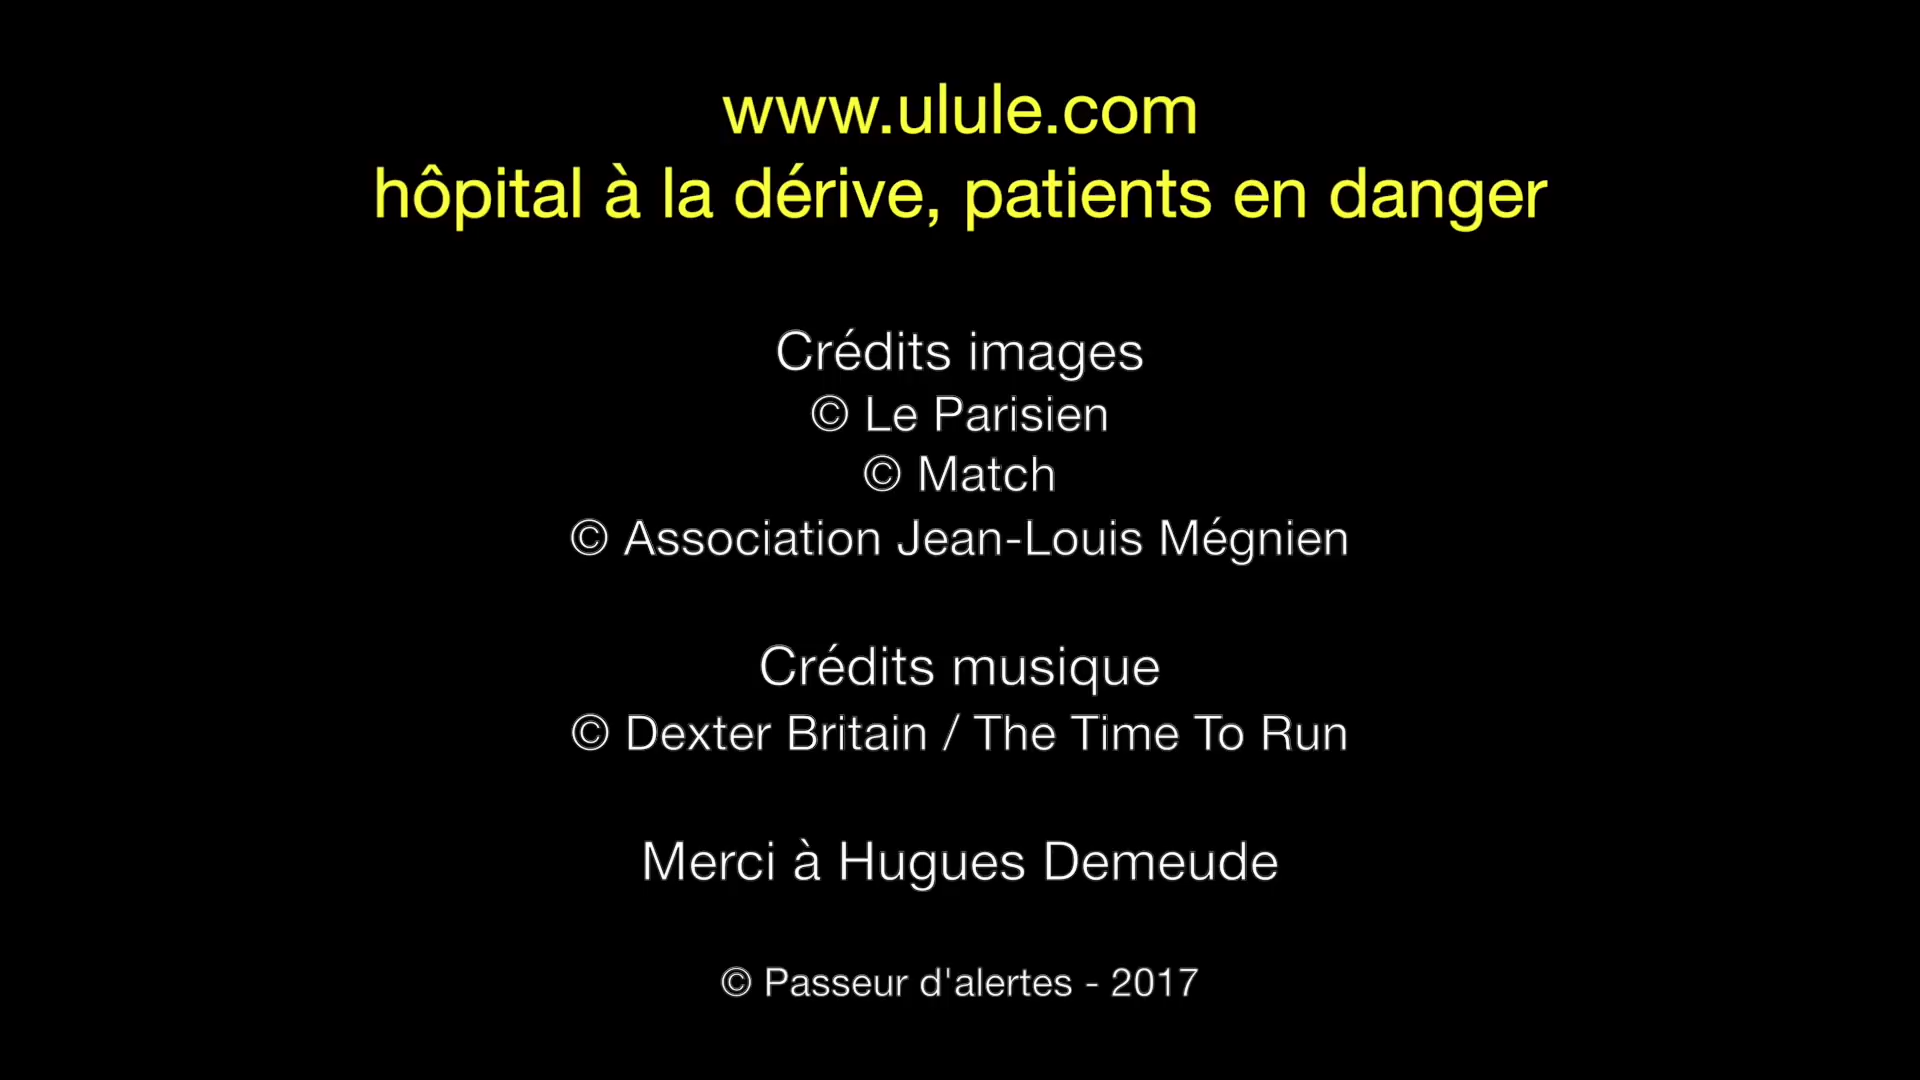 www.ulule.com
hôpital à la dérive, patients en danger
Crédits images
© Le Parisien
© Match
© Association Jean-Louis Mégnien
Crédits musique
© Dexter Britain / The Time To Run
Merci à Hugues Demeude
© Passeur d'alertes - 2017